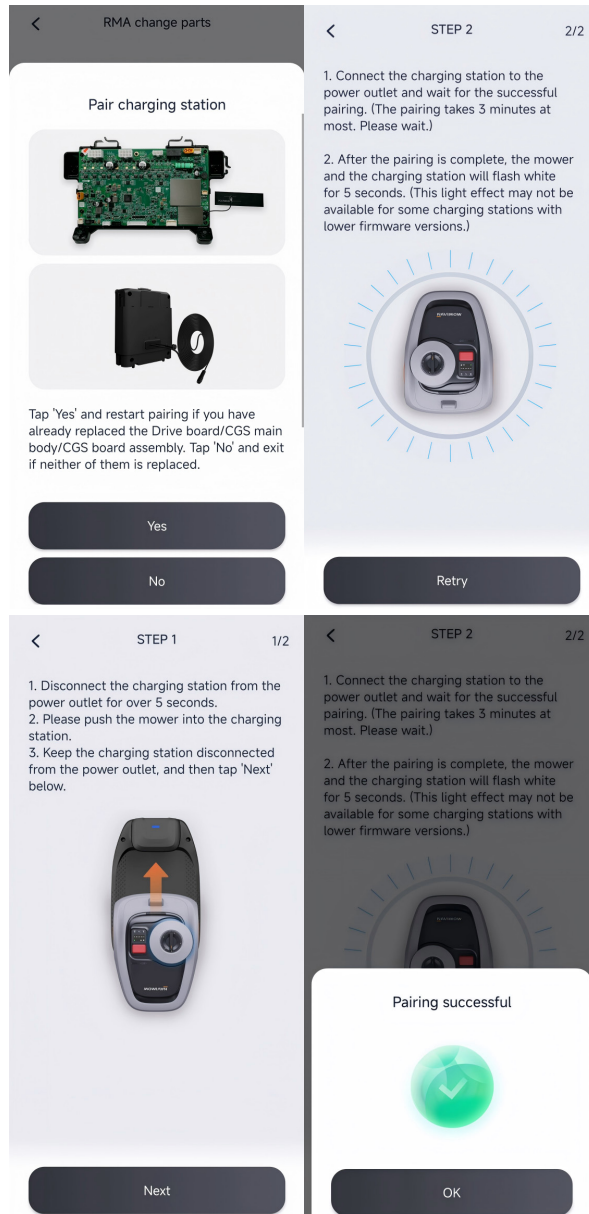 RMA change parts
Pair charging station
Tap 'Yes' and restart pairing if you have
already replaced the Drive board/CGS main
body/CGS board assembly. Tap 'No' and exit
if neither of them is replaced.
Yes
No
STEP 2
2/2
1. Connect the charging station to the
power outlet and wait for the successful
pairing. (The pairing takes 3 minutes at
most. Please wait.)
2. After the pairing is complete, the mower
and the charging station will flash white
for 5 seconds. (This light effect may not be
available for some charging stations with
lower firmware versions.)
Retry
STEP 1
1/2
1. Disconnect the charging station from the
power outlet for over 5 seconds.
2. Please push the mower into the charging
station.
3. Keep the charging station disconnected
from the power outlet, and then tap 'Next'
below.
Next
STEP 2
2/2
1. Connect the charging station to the
power outlet and wait for the successful
pairing. (The pairing takes 3 minutes at
most. Please wait.)
2. After the pairing is complete, the mower
and the charging station will flash white
for 5 seconds. (This light effect may not be
available for some charging stations with
lower firmware versions.)
Pairing successful
OK